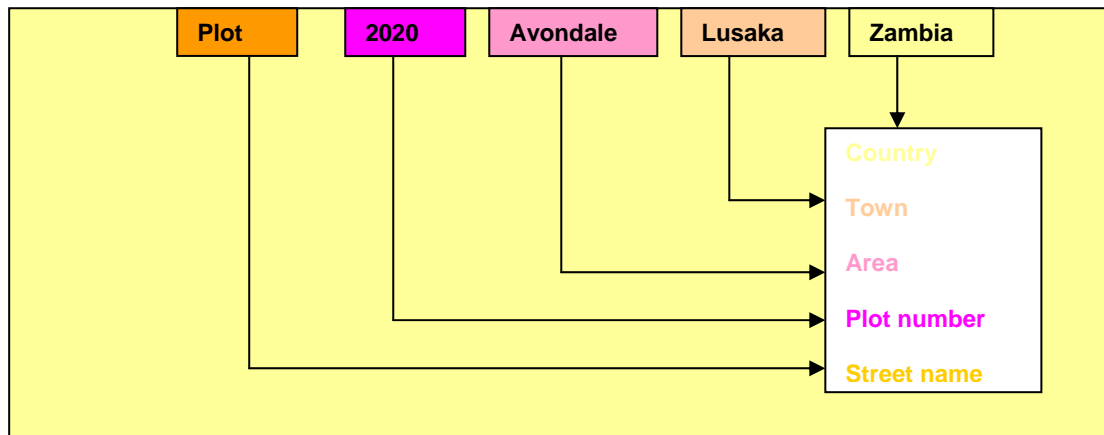 Plot 2020 Avondale Lusaka Zambia
Country
Town
Area
Plot number
Street name